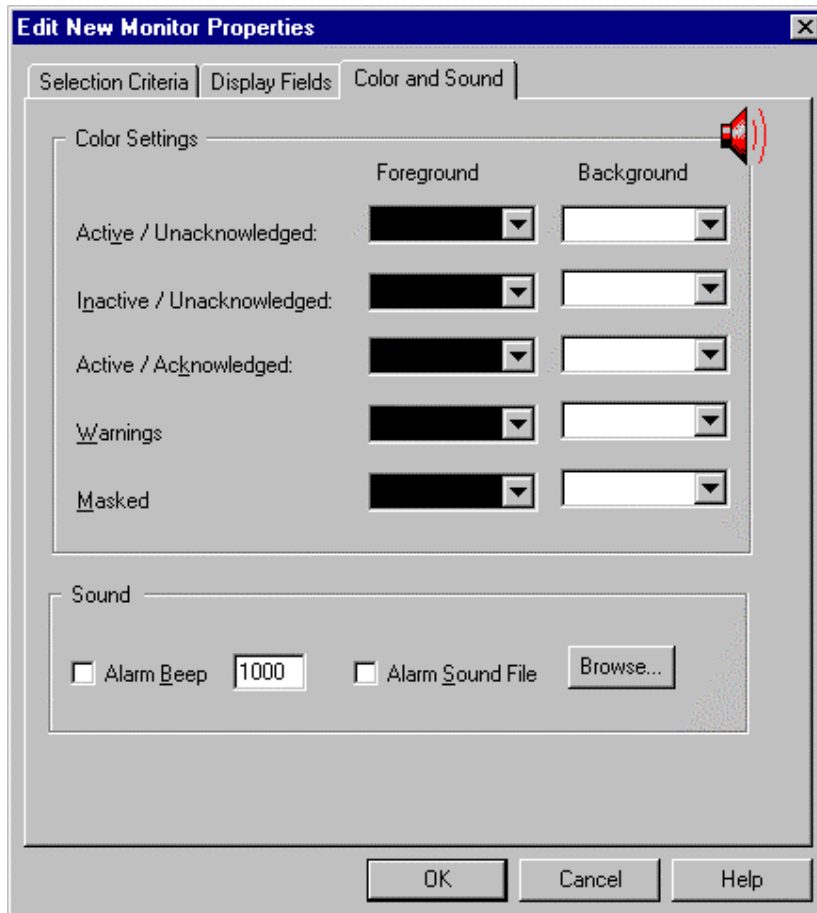 Edit New Monitor Properties
Selection Criteria Display Fields Color and Sound
Color Settings
Foreground Background
Active / Unacknowledged:
Inactive / Unacknowledged:
Active / Acknowledged:
Warnings
Masked
Sound
Alarm Beep 1000 Alarm Sound File Browse...
OK Cancel Help